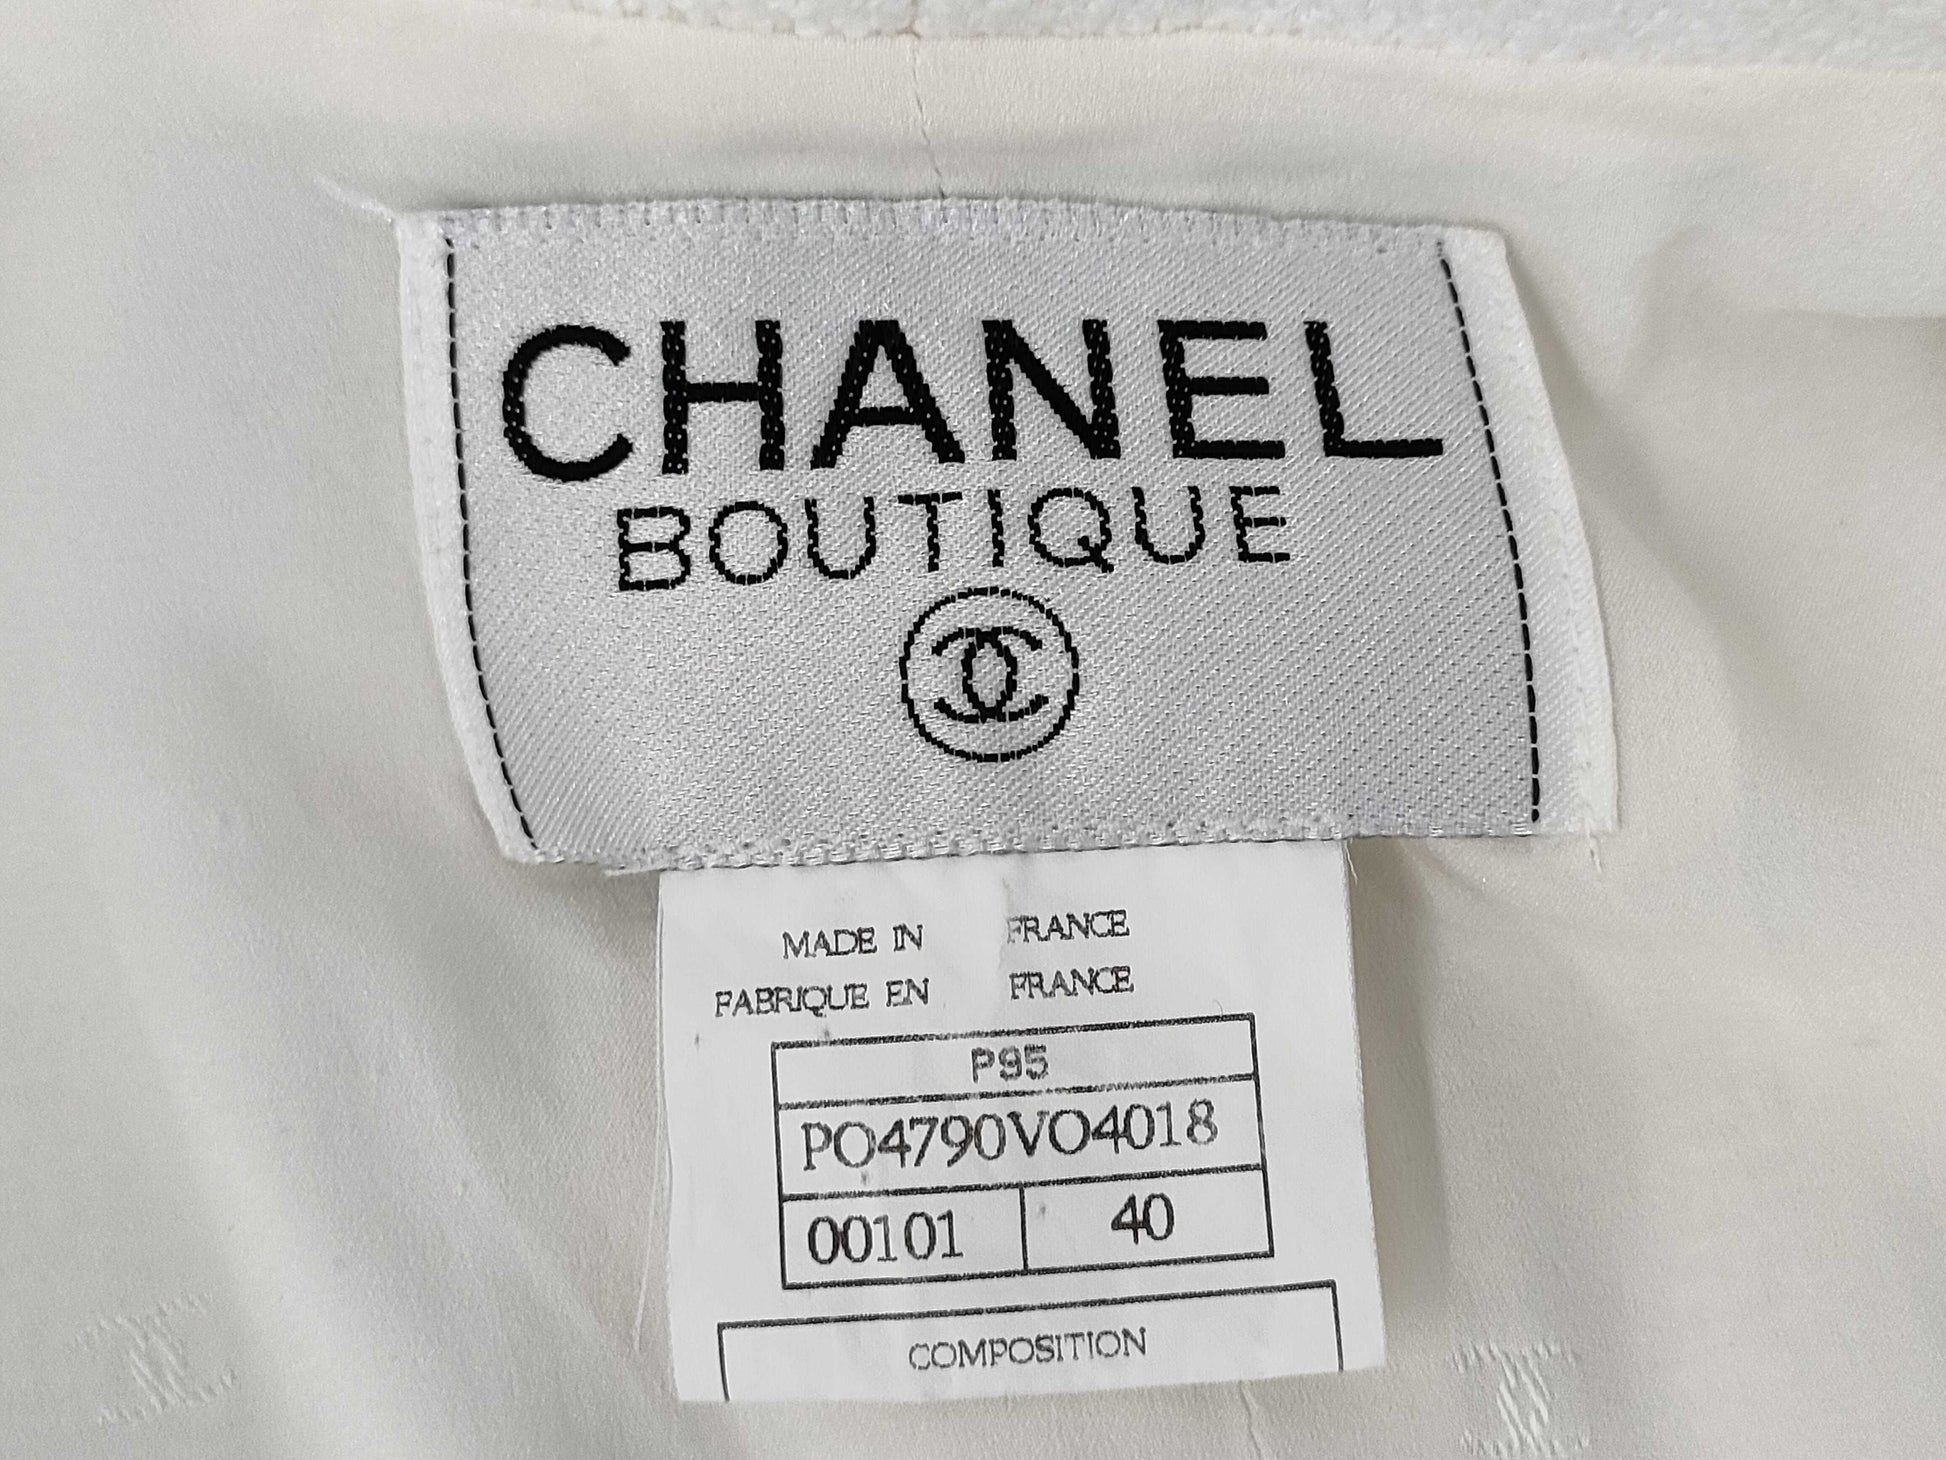 CHANEL
BOUTIQUE
MADE IN FRANCE
FABRIQUE EN FRANCE
P95
PO4790VO4018
00101 40
COMPOSITION